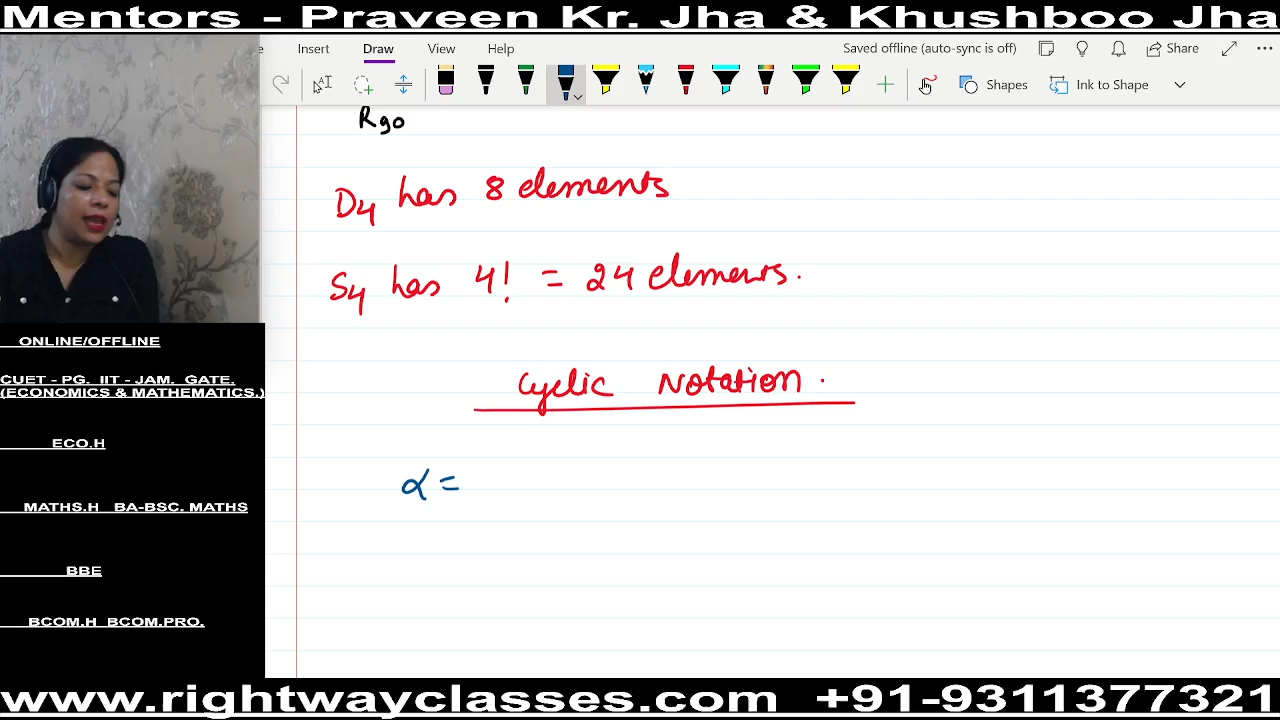 Mentors - Praveen Kr. Jha & Khushboo Jha
Insert Draw View Help Saved offline (auto-sync is off) Share
Shapes Ink to Shape
R90
D4 has 8 elements
S4 has 4! = 24 elements.
Cyclic Notation.
α =
ONLINE/OFFLINE
CUET - PG. IIT - JAM. GATE.
(ECONOMICS & MATHEMATICS.)
ECO.H
MATHS.H BA-BSC. MATHS
BBE
BCOM.H BCOM.PRO.
www.rightwayclasses.com +91-9311377321